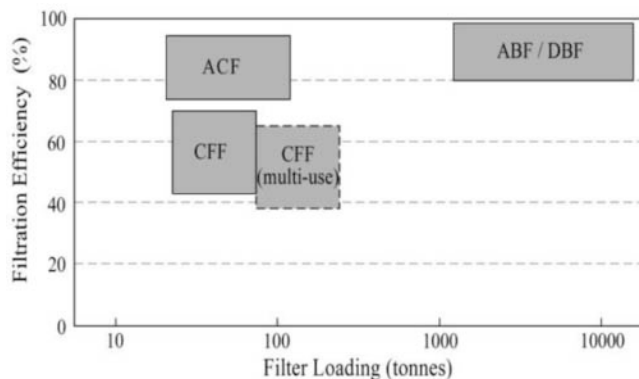 Filtration Efficiency (%)
100
80
60
40
20
0
ACF
ABF / DBF
CFF
CFF
(multi-use)
10
100
1000
10000
Filter Loading (tonnes)